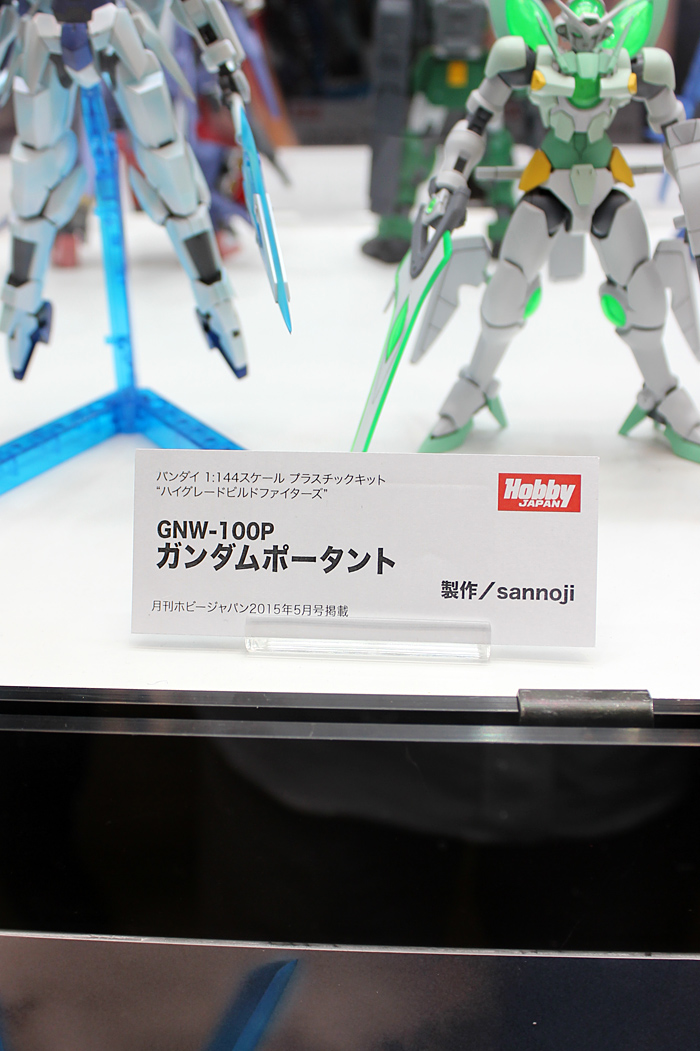 バンダイ 1:144スケール プラスチックキット
“ハイグレードビルドファイターズ”
Hobby
JAPAN
GNW-100P
ガンダムポータント
製作／sannoji
月刊ホビージャパン2015年5月号掲載